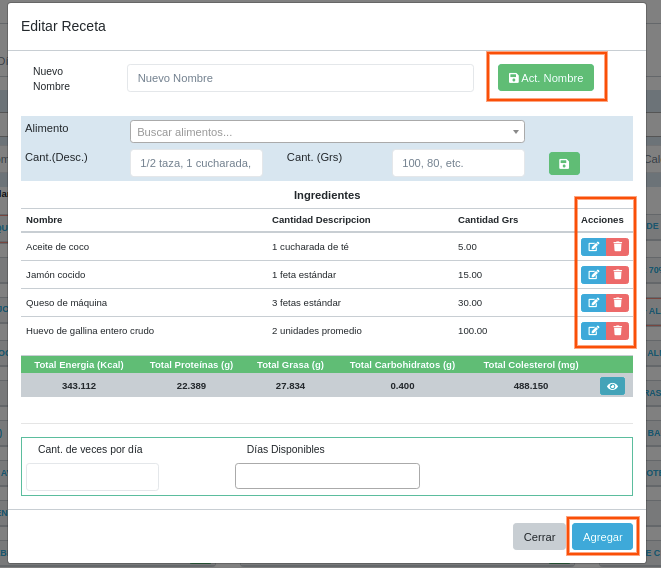 Editar Receta
Nuevo Nombre
Nuevo Nombre
Act. Nombre
Alimento
Buscar alimentos...
Cant.(Desc.)
1/2 taza, 1 cucharada,
Cant. (Grs)
100, 80, etc.
Ingredientes
Nombre Cantidad Descripcion Cantidad Grs Acciones
Aceite de coco 1 cucharada de té 5.00
Jamón cocido 1 feta estándar 15.00
Queso de máquina 3 fetas estándar 30.00
Huevo de gallina entero crudo 2 unidades promedio 100.00
Total Energia (Kcal) Total Proteínas (g) Total Grasa (g) Total Carbohidratos (g) Total Colesterol (mg)
343.112 22.389 27.834 0.400 488.150
Cant. de veces por día Días Disponibles
Cerrar Agregar